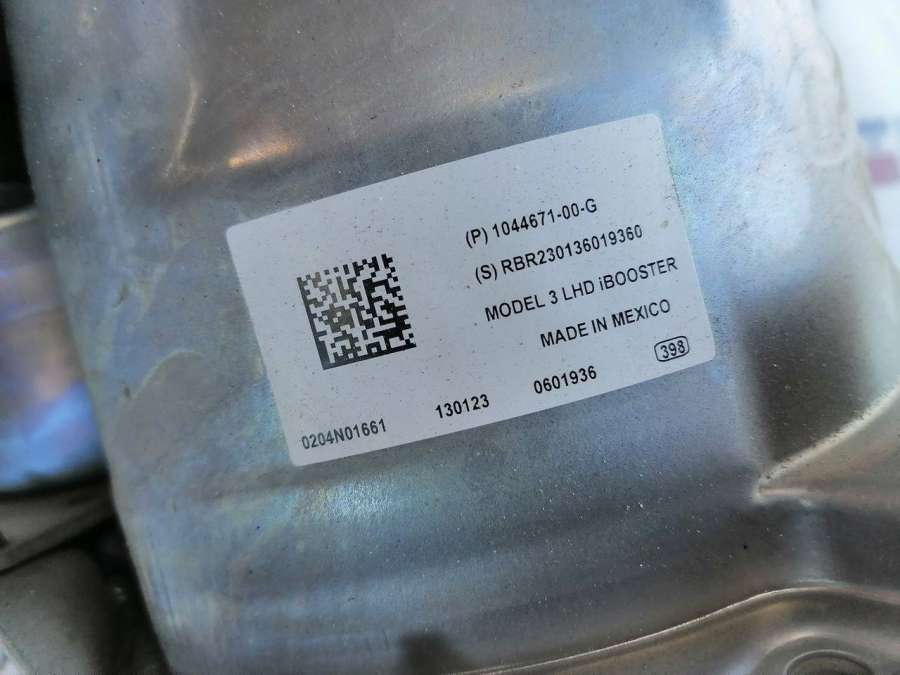 (P) 1044671-00-G
(S) RBR230136019360
MODEL 3 LHD iBOOSTER
MADE IN MEXICO
398
0204N01661 130123 0601936